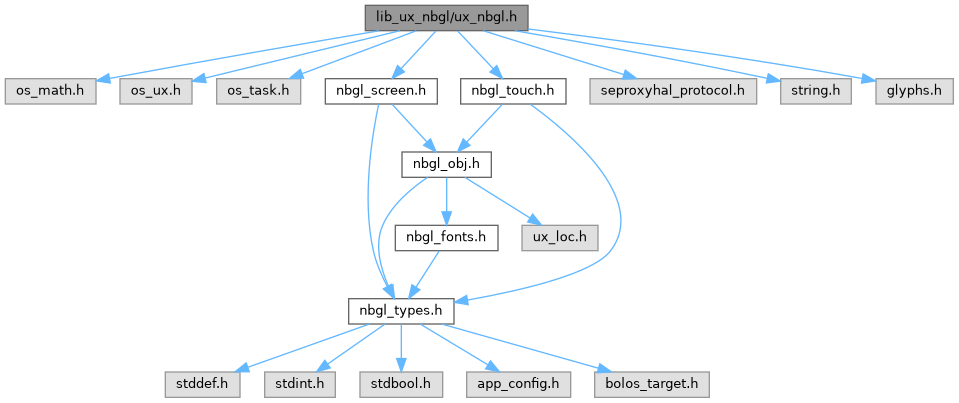 lib_ux_nbgl/ux_nbgl.h
os_math.h
os_ux.h
os_task.h
nbgl_screen.h
nbgl_touch.h
seproxyhal_protocol.h
string.h
glyphs.h
nbgl_obj.h
nbgl_fonts.h
ux_loc.h
nbgl_types.h
stddef.h
stdint.h
stdbool.h
app_config.h
bolos_target.h